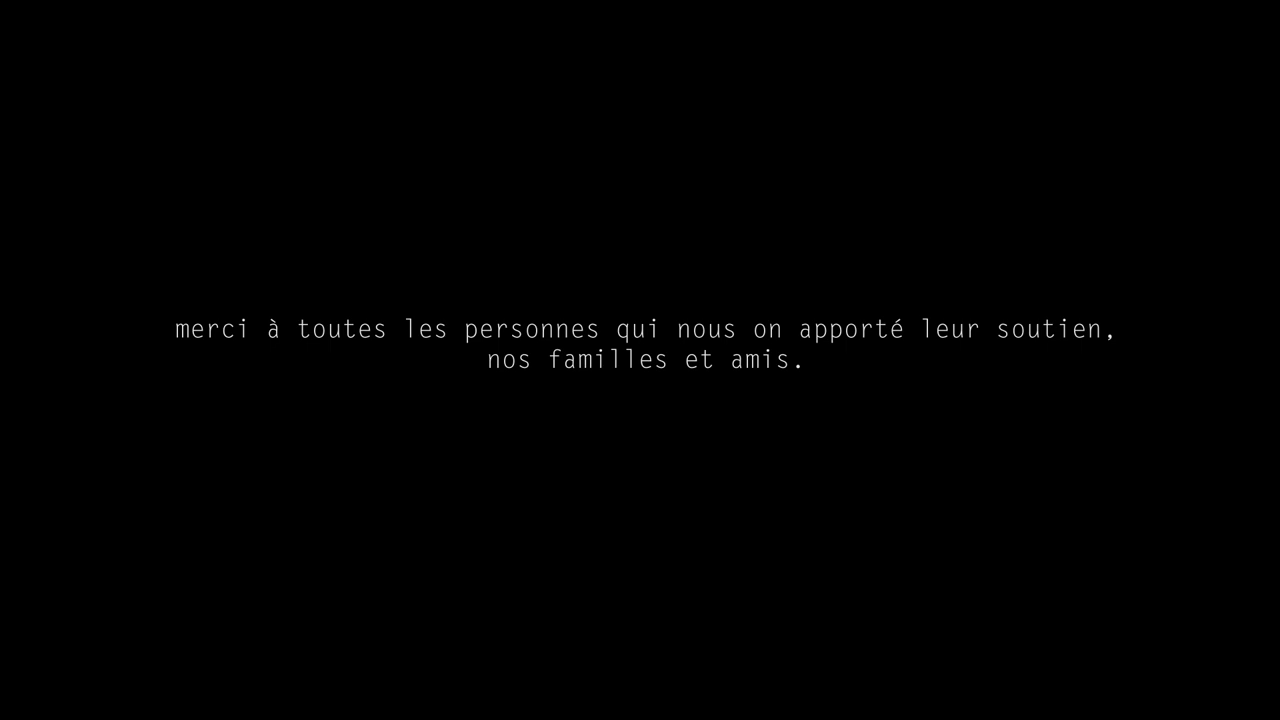 merci à toutes les personnes qui nous on apporté leur soutien,
nos familles et amis.